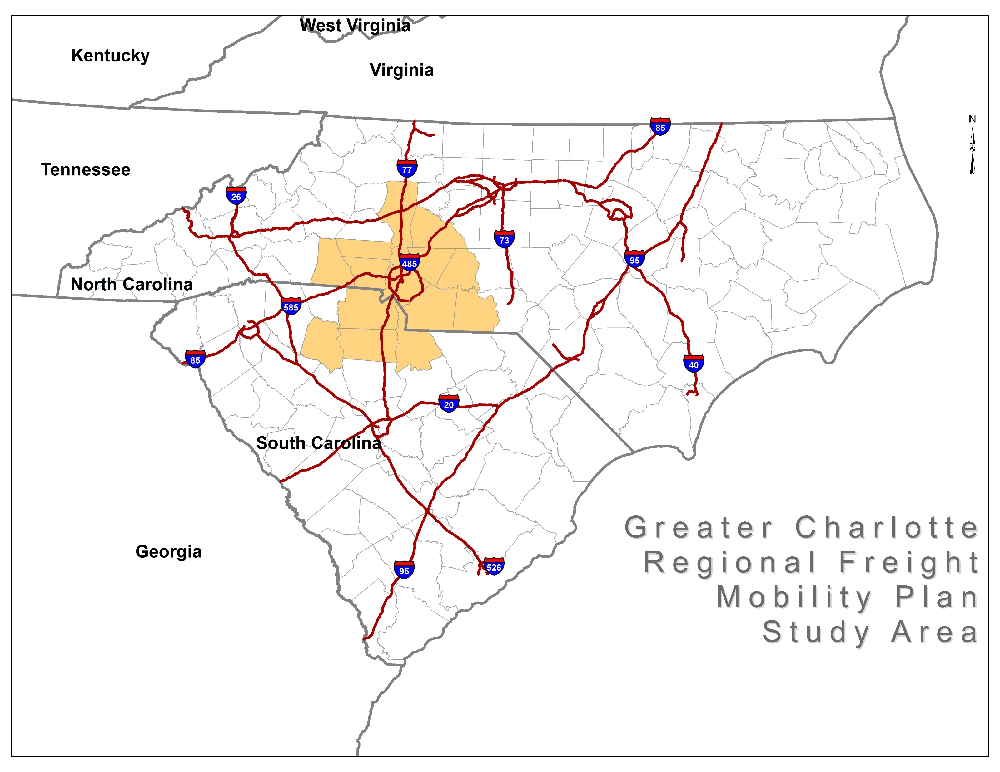 West Virginia
Kentucky
Virginia
N
85
77
Tennessee
26
73
95
485
North Carolina
585
85
40
20
South Carolina
Greater Charlotte
Regional Freight
Mobility Plan
Study Area
Georgia
95
526